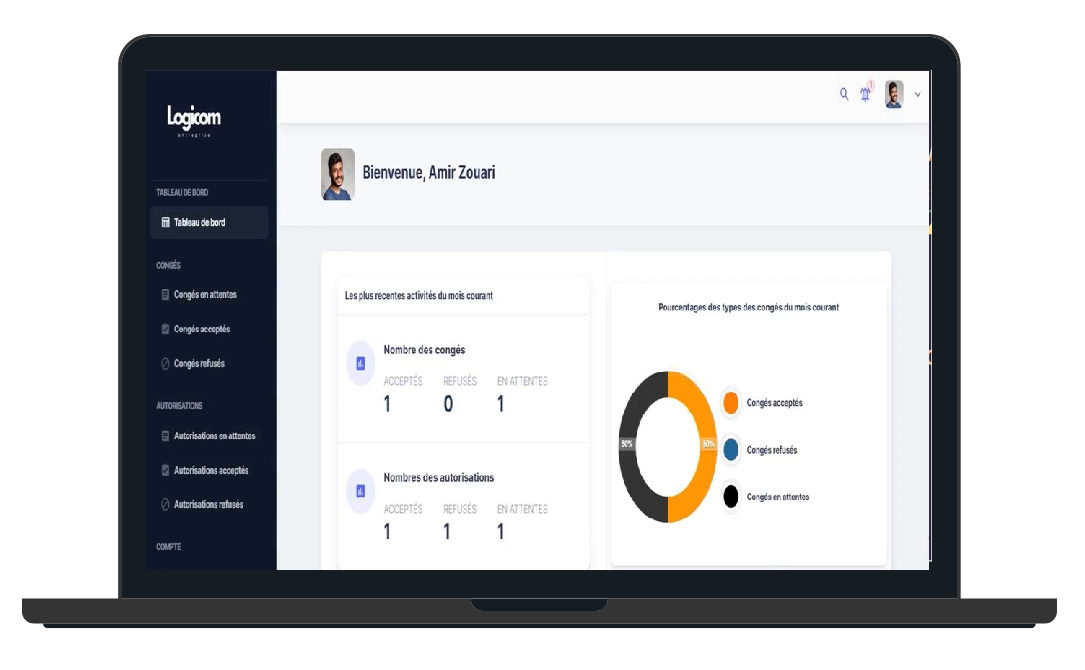 Logicom
entreprise
1
Bienvenue, Amir Zouari
TABLEAU DE BORD
Tableau de bord
CONGÉS
Congés en attentes
Congés acceptés
Congés refusés
AUTORISATIONS
Autorisations en attentes
Autorisations acceptés
Autorisations refusés
COMPTE
Les plus recentes activités du mois courant
Nombre des congés
ACCEPTÉS REFUSÉS EN ATTENTES
1 0 1
Nombres des autorisations
ACCEPTÉS REFUSÉS EN ATTENTES
1 1 1
Pourcentages des types des congés du mois courant
50% 50%
Congés acceptés
Congés refusés
Congés en attentes